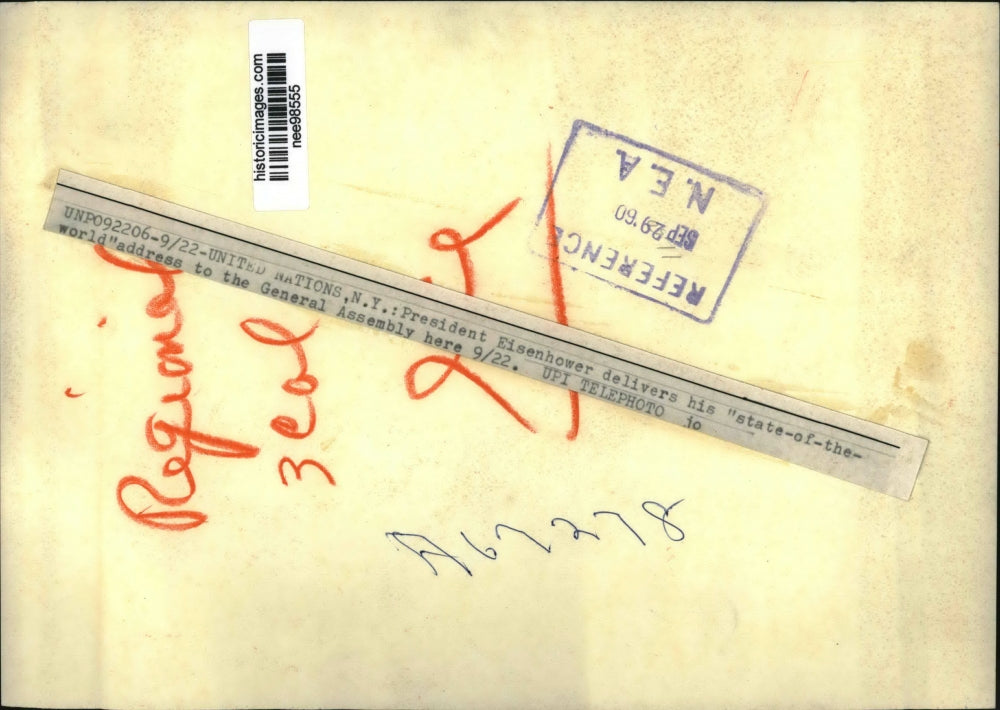 historicimages.com
nee98555
N.E.A.
SEP 29 '60
REFERENCE
UNP092206-9/22-UNITED NATIONS,N.Y.:President Eisenhower delivers his "state-of-the-
world"address to the General Assembly here 9/22. UPI TELEPHOTO jo
Regional
3 col
A67278